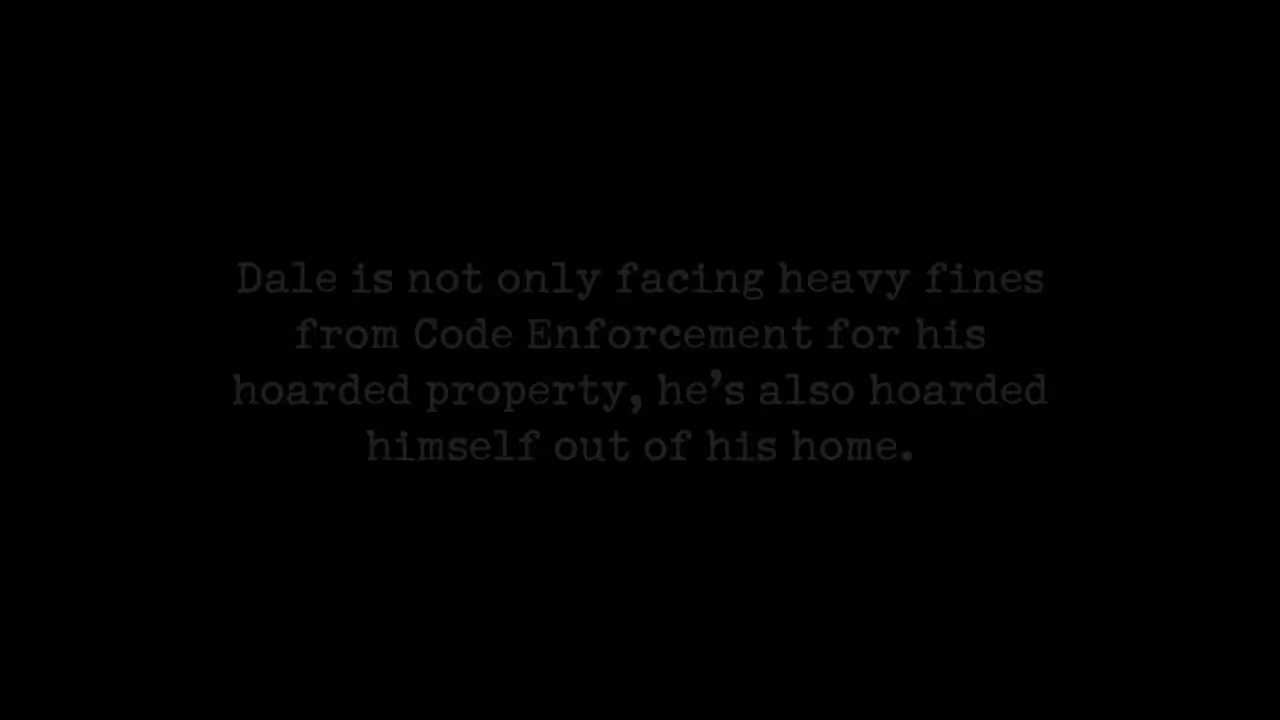 Dale is not only facing heavy fines
from Code Enforcement for his
hoarded property, he’s also hoarded
himself out of his home.